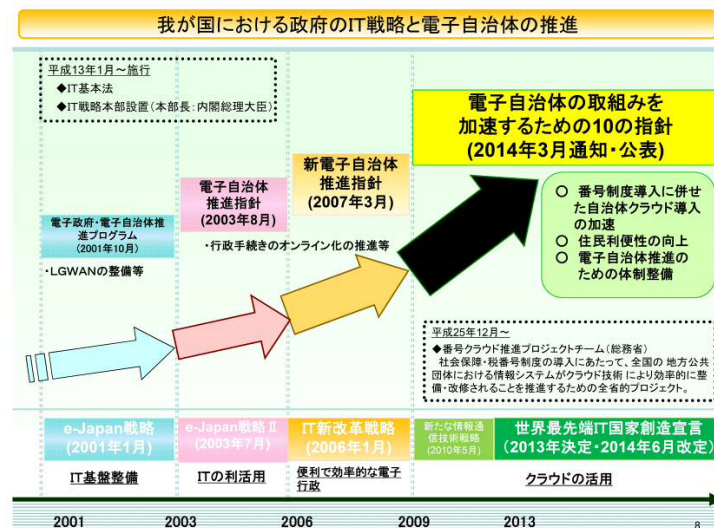 我が国における政府のIT戦略と電子自治体の推進
平成13年1月～施行
◆IT基本法
◆IT戦略本部設置(本部長：内閣総理大臣)
電子自治体の取組みを
加速するための10の指針
(2014年3月通知・公表)
新電子自治体
推進指針
(2007年3月)
電子自治体
推進指針
(2003年8月)
電子政府・電子自治体推
進プログラム
(2001年10月)
・LGWANの整備等
・行政手続きのオンライン化の推進等
○ 番号制度導入に併せ
た自治体クラウド導入
の加速
○ 住民利便性の向上
○ 電子自治体推進の
ための体制整備
平成25年12月～
◆番号クラウド推進プロジェクトチーム(総務省)
社会保障・税番号制度の導入にあたって、全国の 地方公共
団体における情報システムがクラウド技術 により効率的に整
備・改修されることを推進するための全省的プロジェクト。
e-Japan戦略
(2001年1月)
e-Japan戦略Ⅱ
(2003年7月)
IT新改革戦略
(2006年1月)
新たな情報通
信技術戦略
(2010年5月)
世界最先端IT国家創造宣言
(2013年決定・2014年6月改定)
IT基盤整備
ITの利活用
便利で効率的な電子
行政
クラウドの活用
2001
2003
2006
2009
2013
8